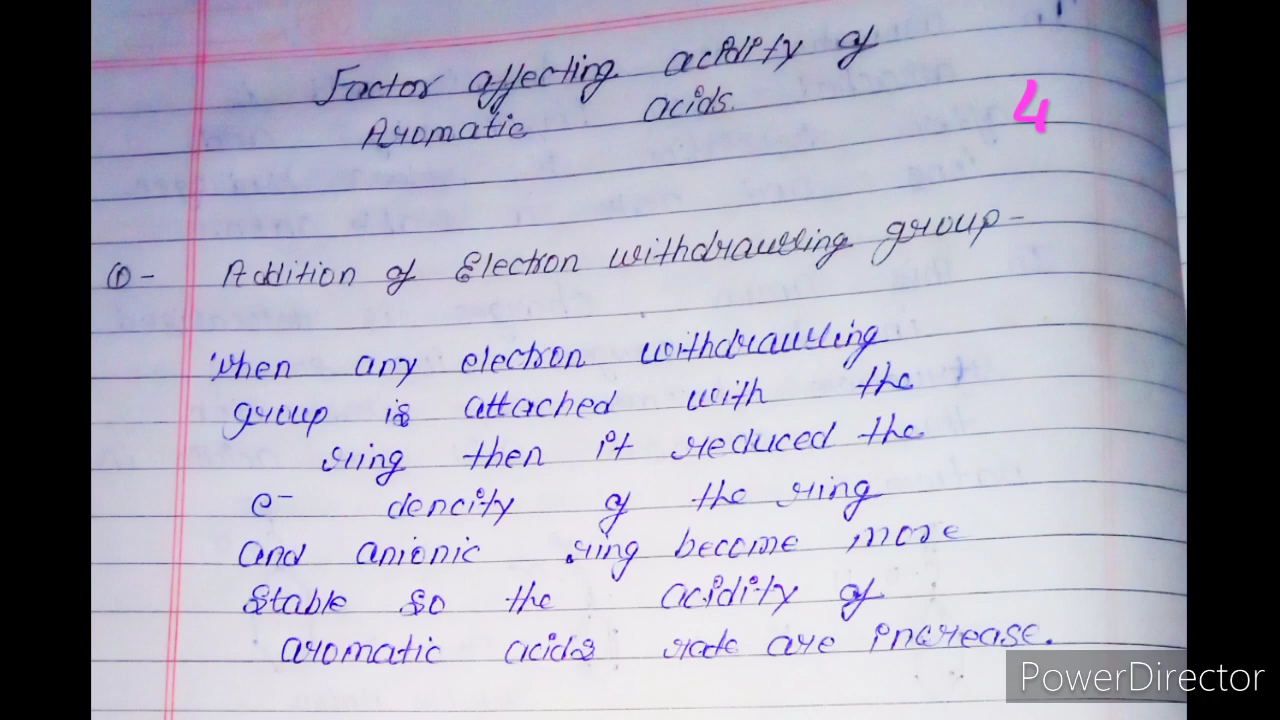 Factor affecting acidity of
Aromatic acids.
4
①- Addition of Electron withdrawling group-
when any electron withdrawling
group is attached with the
ring then it reduced the
e- dencity of the ring
and anionic ring become more
stable so the acidity of
aromatic acids rate are increase.
PowerDirector